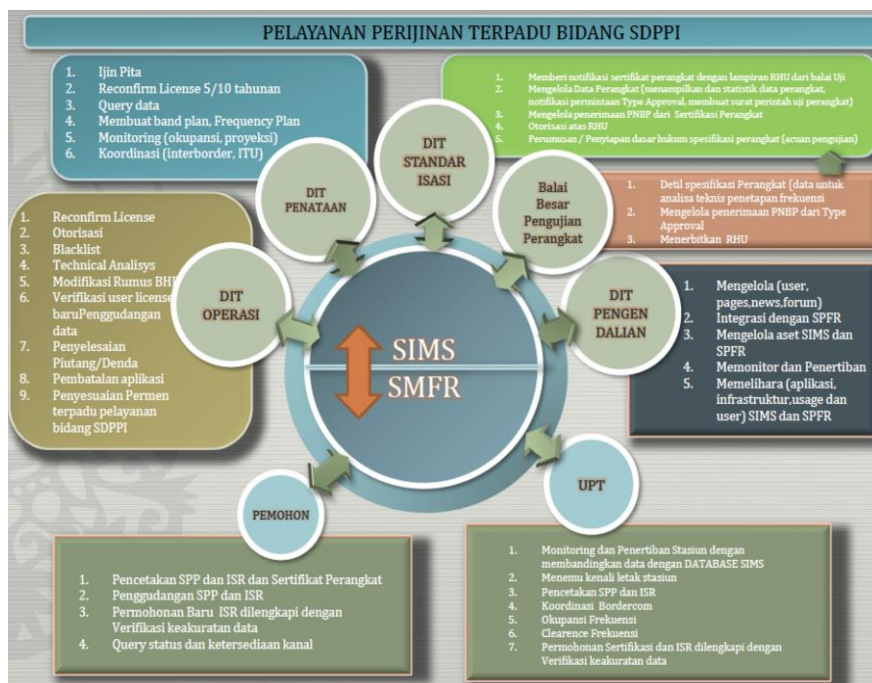 PELAYANAN PERIJINAN TERPADU BIDANG SDPPI
1. Ijin Pita
2. Reconfirm License 5/10 tahunan
3. Query data
4. Membuat band plan, Frequency Plan
5. Monitoring (okupansi, proyeksi)
6. Koordinasi (interborder, ITU)
1. Memberi notifikasi sertifikat perangkat dengan lampiran RHU dari balai Uji
2. Mengelola Data Perangkat (menampilkan dan statistik data perangkat,
notifikasi permintaan Type Approval, membuat surat perintah uji perangkat)
3. Mengelola penerimaan PNBP dari Sertifikasi Perangkat
4. Otorisasi atas RHU
5. Perumusan / Penyiapan dasar hukum spesifikasi perangkat (acuan pengujian)
DIT
STANDAR
ISASI
DIT
PENATAAN
Balai
Besar
Pengujian
Perangkat
1. Detil spesifikasi Perangkat (data untuk
analisa teknis penetapan frekuensi
2. Mengelola penerimaan PNBP dari Type
Approval
3. Menerbitkan RHU
1. Reconfirm License
2. Otorisasi
3. Blacklist
4. Technical Analisys
5. Modifikasi Rumus BHP
6. Verifikasi user license
baruPenggudangan
data
7. Penyelesaian
Piutang/Denda
8. Pembatalan aplikasi
9. Penyesuaian Permen
terpadu pelayanan
bidang SDPPI
DIT
OPERASI
DIT
PENGEN
DALIAN
1. Mengelola (user,
pages,news,forum)
2. Integrasi dengan SPFR
3. Mengelola aset SIMS dan
SPFR
4. Memonitor dan Penertiban
5. Memelihara (aplikasi,
infrastruktur,usage dan
user) SIMS dan SPFR
SIMS
SMFR
PEMOHON
UPT
1. Pencetakan SPP dan ISR dan Sertifikat Perangkat
2. Penggudangan SPP dan ISR
3. Permohonan Baru ISR dilengkapi dengan
Verifikasi keakuratan data
4. Query status dan ketersediaan kanal
1. Monitoring dan Penertiban Stasiun dengan
membandingkan data dengan DATABASE SIMS
2. Menemu kenali letak stasiun
3. Pencetakan SPP dan ISR
4. Koordinasi Bordercom
5. Okupansi Frekuensi
6. Clearence Frekuensi
7. Permohonan Sertifikasi dan ISR dilengkapi dengan
Verifikasi keakuratan data